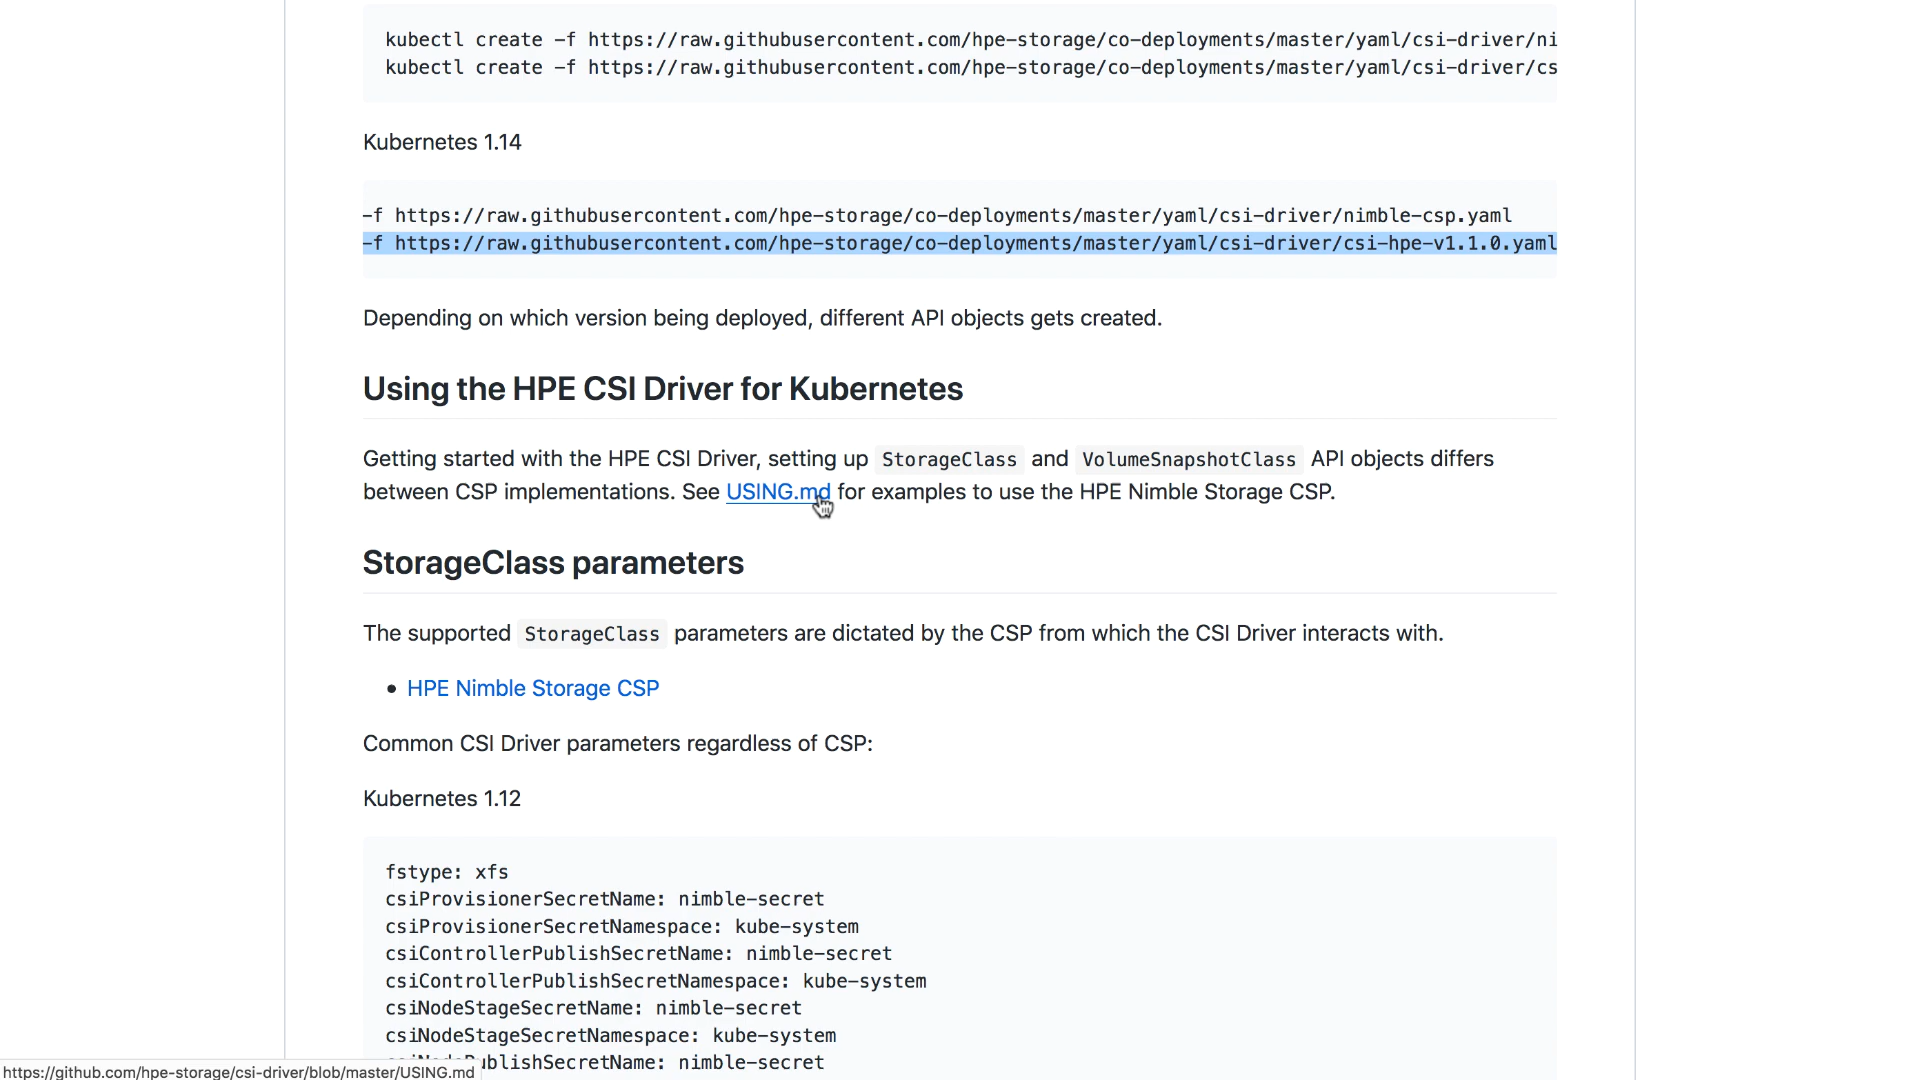 kubectl create -f https://raw.githubusercontent.com/hpe-storage/co-deployments/master/yaml/csi-driver/ni
kubectl create -f https://raw.githubusercontent.com/hpe-storage/co-deployments/master/yaml/csi-driver/cs
Kubernetes 1.14
-f https://raw.githubusercontent.com/hpe-storage/co-deployments/master/yaml/csi-driver/nimble-csp.yaml
-f https://raw.githubusercontent.com/hpe-storage/co-deployments/master/yaml/csi-driver/csi-hpe-v1.1.0.yaml
Depending on which version being deployed, different API objects gets created.
Using the HPE CSI Driver for Kubernetes
Getting started with the HPE CSI Driver, setting up StorageClass and VolumeSnapshotClass API objects differs
between CSP implementations. See USING.md for examples to use the HPE Nimble Storage CSP.
StorageClass parameters
The supported StorageClass parameters are dictated by the CSP from which the CSI Driver interacts with.
• HPE Nimble Storage CSP
Common CSI Driver parameters regardless of CSP:
Kubernetes 1.12
fstype: xfs
csiProvisionerSecretName: nimble-secret
csiProvisionerSecretNamespace: kube-system
csiControllerPublishSecretName: nimble-secret
csiControllerPublishSecretNamespace: kube-system
csiNodeStageSecretName: nimble-secret
csiNodeStageSecretNamespace: kube-system
csiNodePublishSecretName: nimble-secret
https://github.com/hpe-storage/csi-driver/blob/master/USING.md